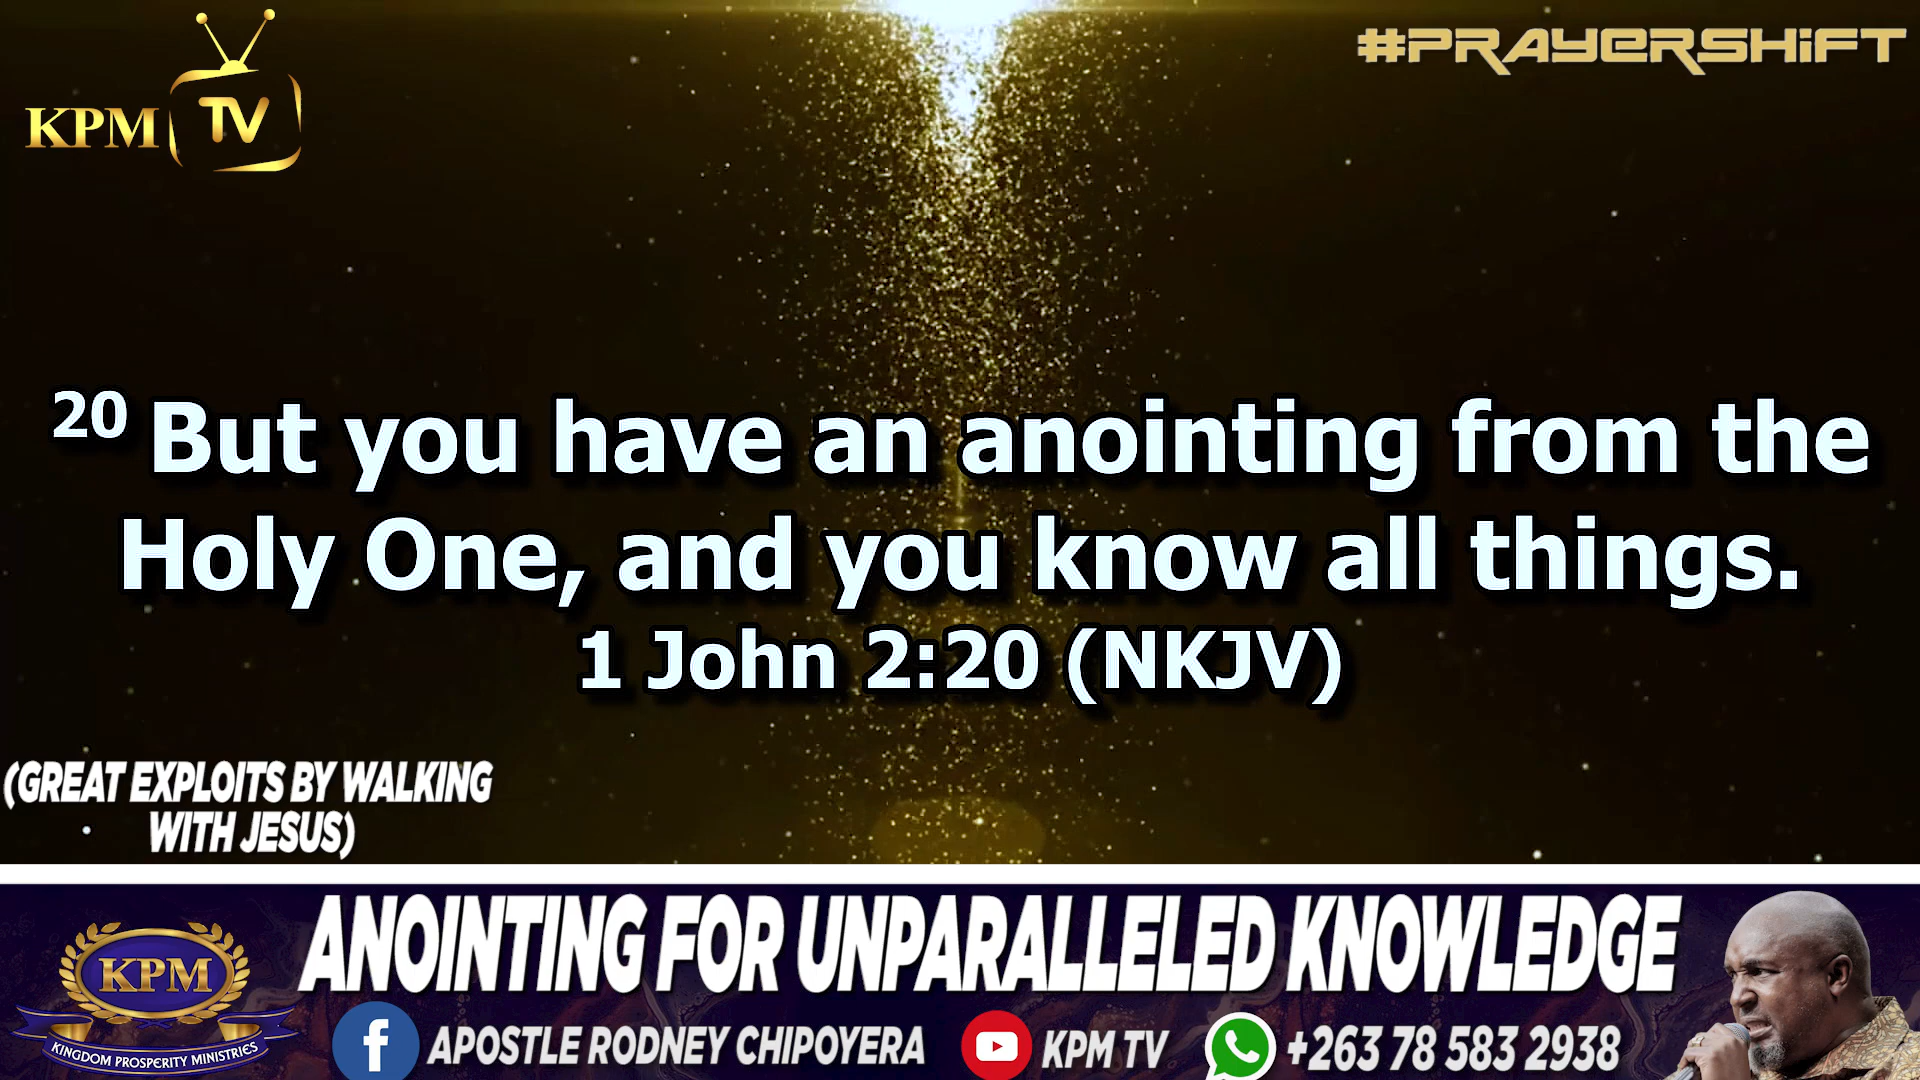 KPM TV
#PRAYERSHIFT
20 But you have an anointing from the
Holy One, and you know all things.
1 John 2:20 (NKJV)
(GREAT EXPLOITS BY WALKING
WITH JESUS)
ANOINTING FOR UNPARALLELED KNOWLEDGE
KPM
KINGDOM PROSPERITY MINISTRIES
f APOSTLE RODNEY CHIPOYERA KPM TV +263 78 583 2938